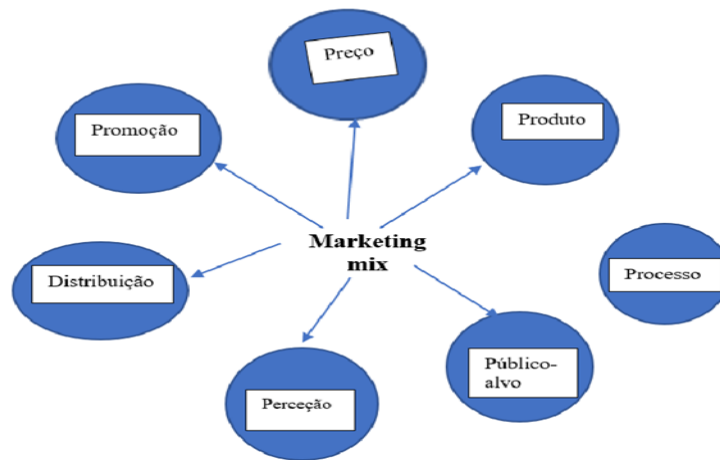 Preço
Promoção
Produto
Marketing
mix
Distribuição
Processo
Público-
alvo
Perceção